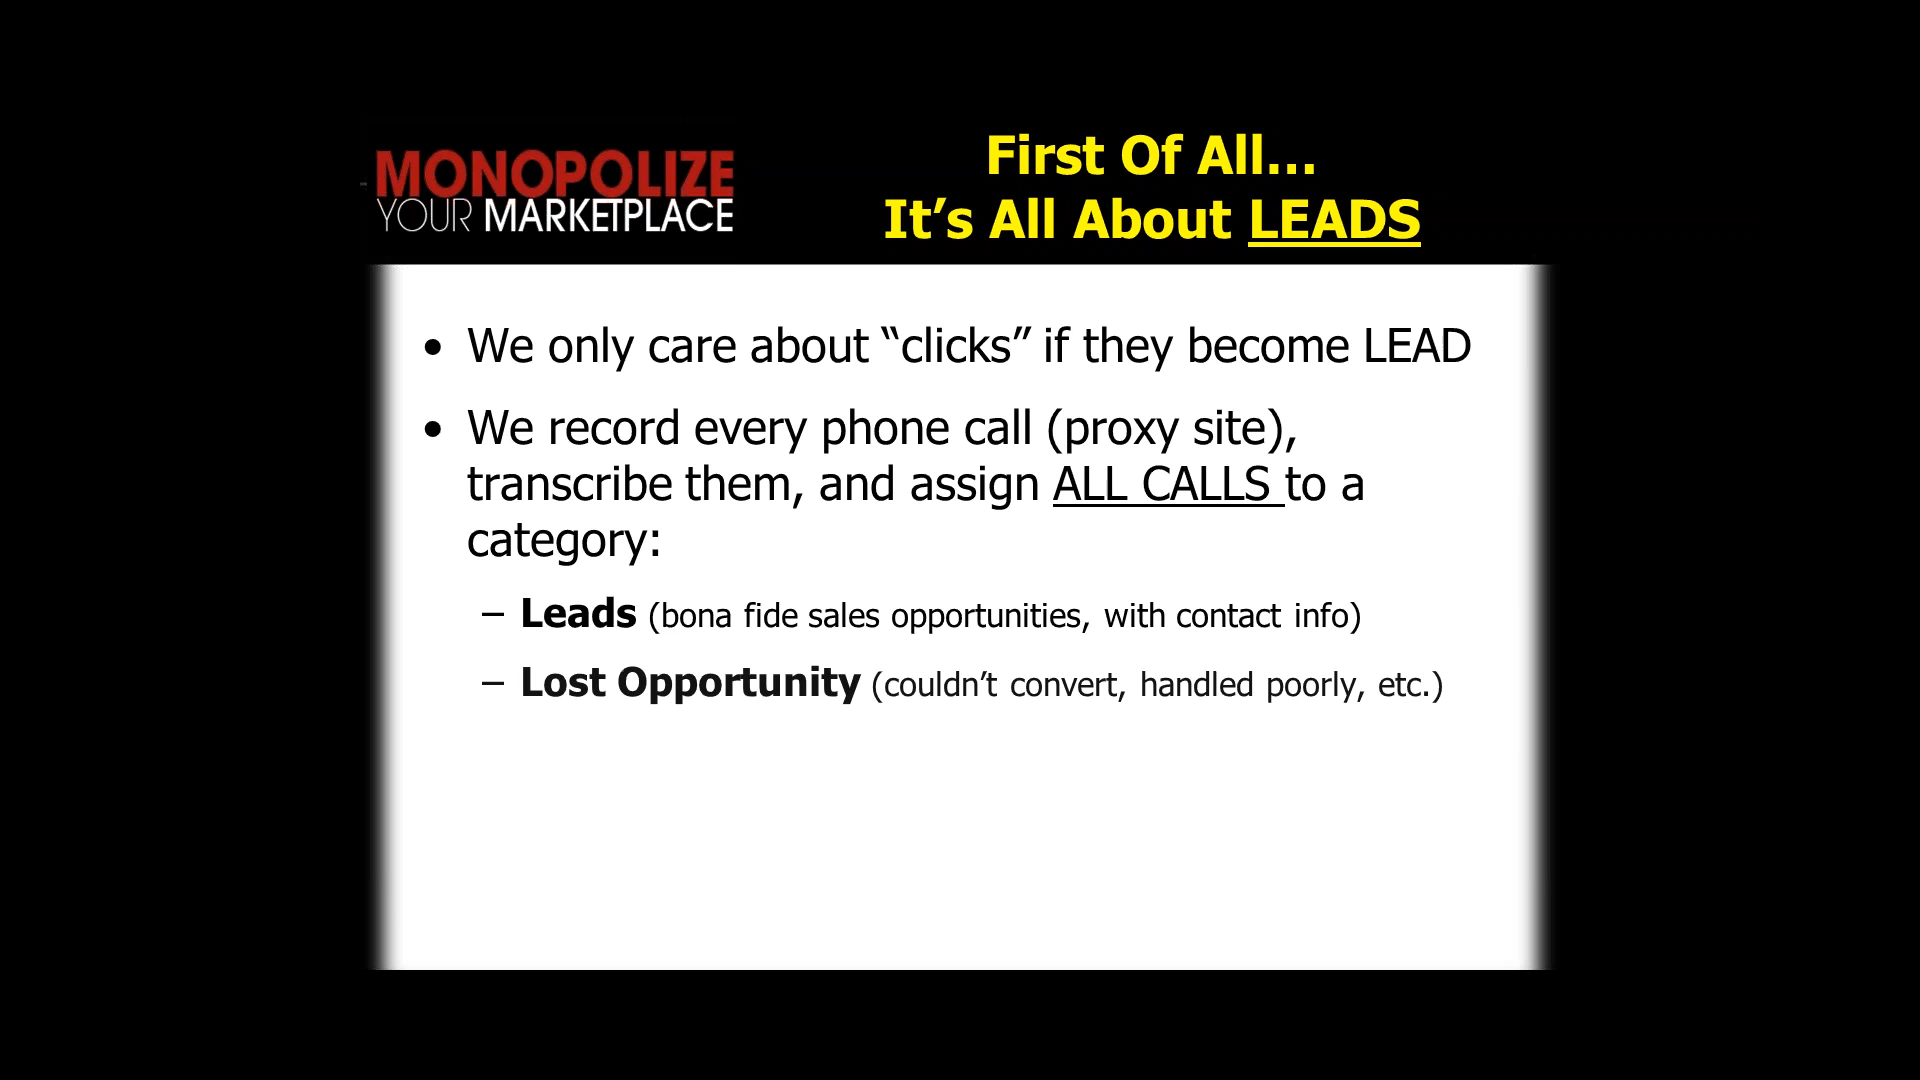 MONOPOLIZE
YOUR MARKETPLACE
First Of All...
It’s All About LEADS
• We only care about “clicks” if they become LEAD
• We record every phone call (proxy site),
transcribe them, and assign ALL CALLS to a
category:
– Leads (bona fide sales opportunities, with contact info)
– Lost Opportunity (couldn’t convert, handled poorly, etc.)